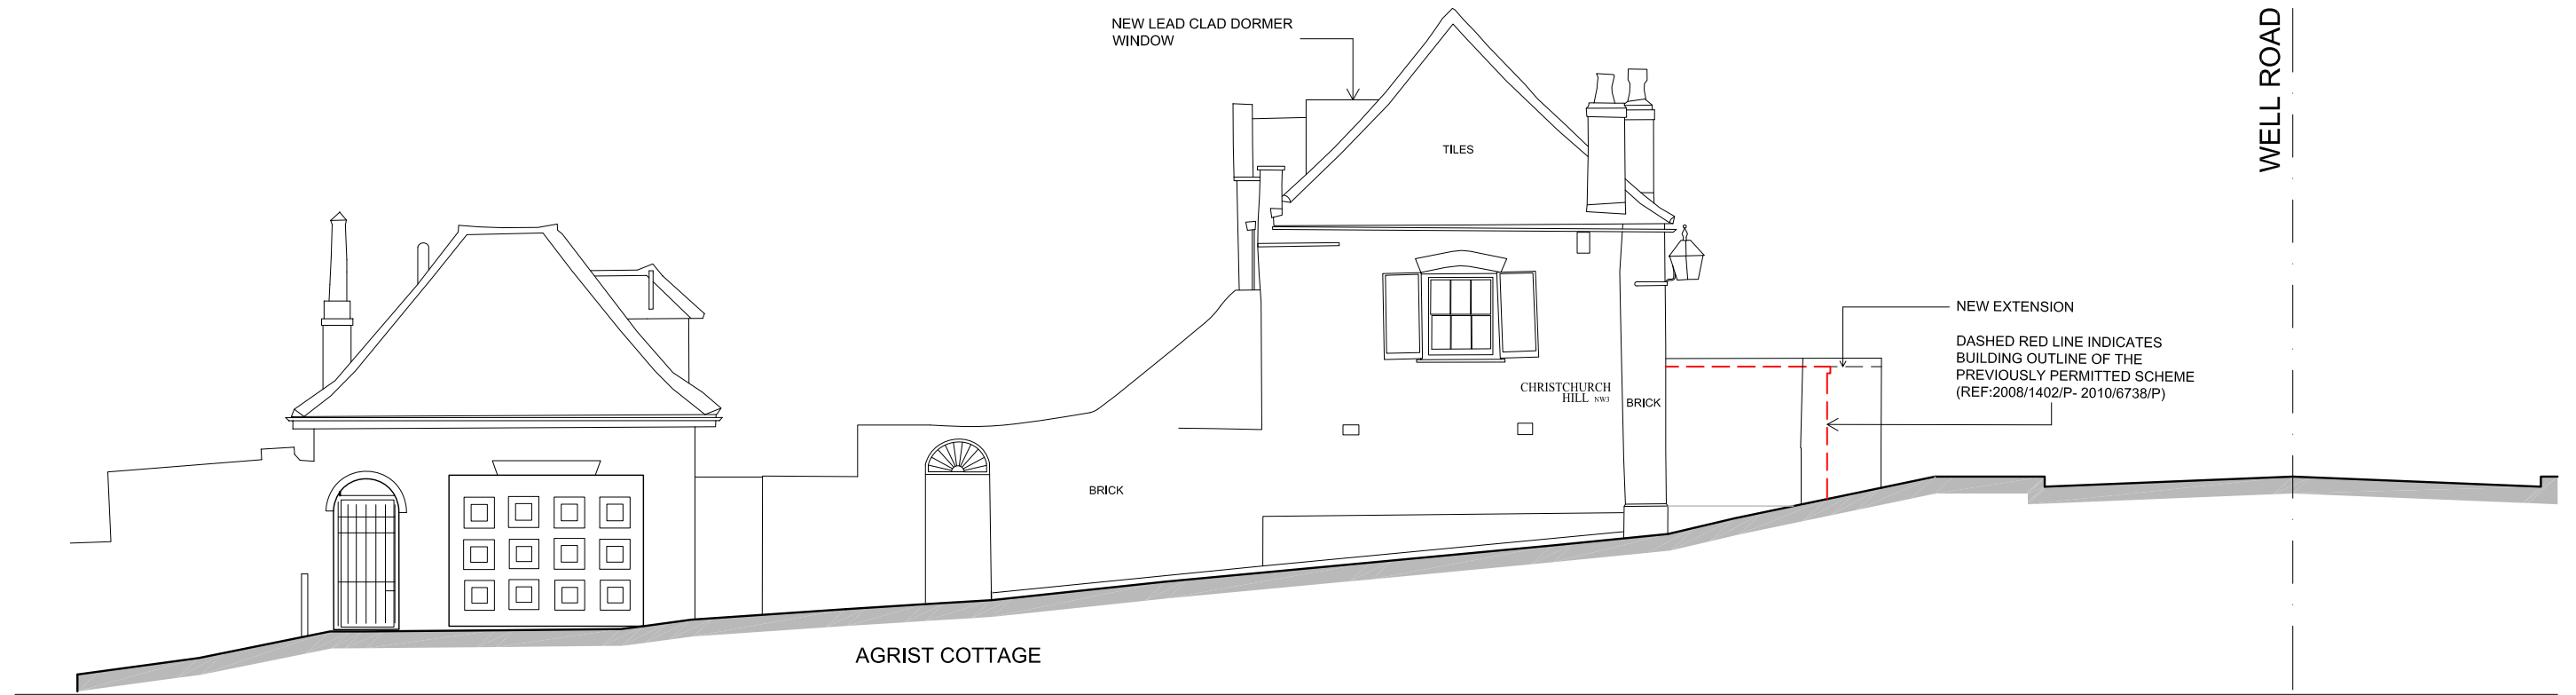 NEW LEAD CLAD DORMER
WINDOW
WELL ROAD
TILES
NEW EXTENSION
DASHED RED LINE INDICATES
BUILDING OUTLINE OF THE
PREVIOUSLY PERMITTED SCHEME
(REF:2008/1402/P- 2010/6738/P)
CHRISTCHURCH
HILL NW3
BRICK
BRICK
AGRIST COTTAGE